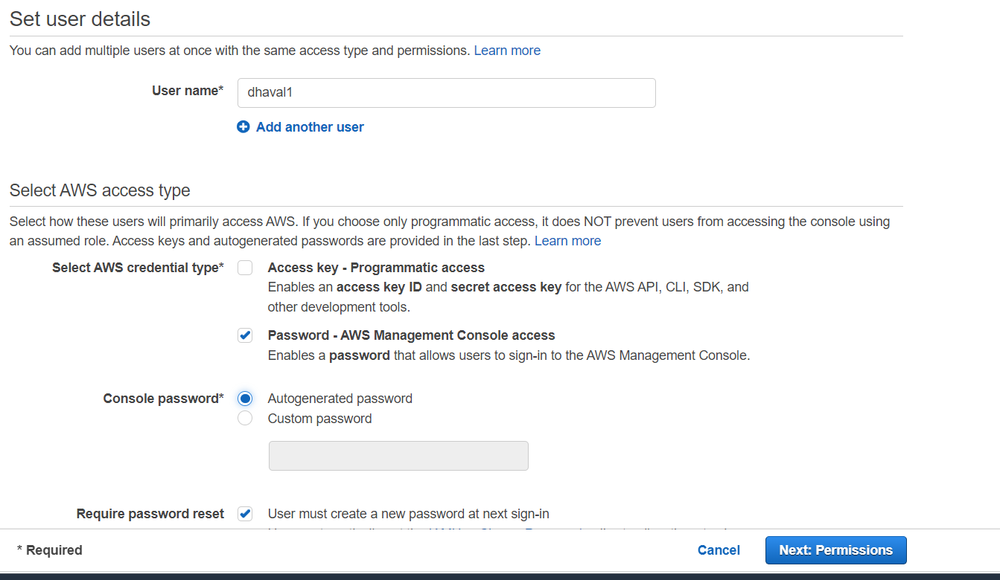 Set user details
You can add multiple users at once with the same access type and permissions. Learn more
User name*
dhaval1
Add another user
Select AWS access type
Select how these users will primarily access AWS. If you choose only programmatic access, it does NOT prevent users from accessing the console using
an assumed role. Access keys and autogenerated passwords are provided in the last step. Learn more
Select AWS credential type*
Access key - Programmatic access
Enables an access key ID and secret access key for the AWS API, CLI, SDK, and
other development tools.
Password - AWS Management Console access
Enables a password that allows users to sign-in to the AWS Management Console.
Console password*
Autogenerated password
Custom password
Require password reset
User must create a new password at next sign-in
* Required
Cancel
Next: Permissions